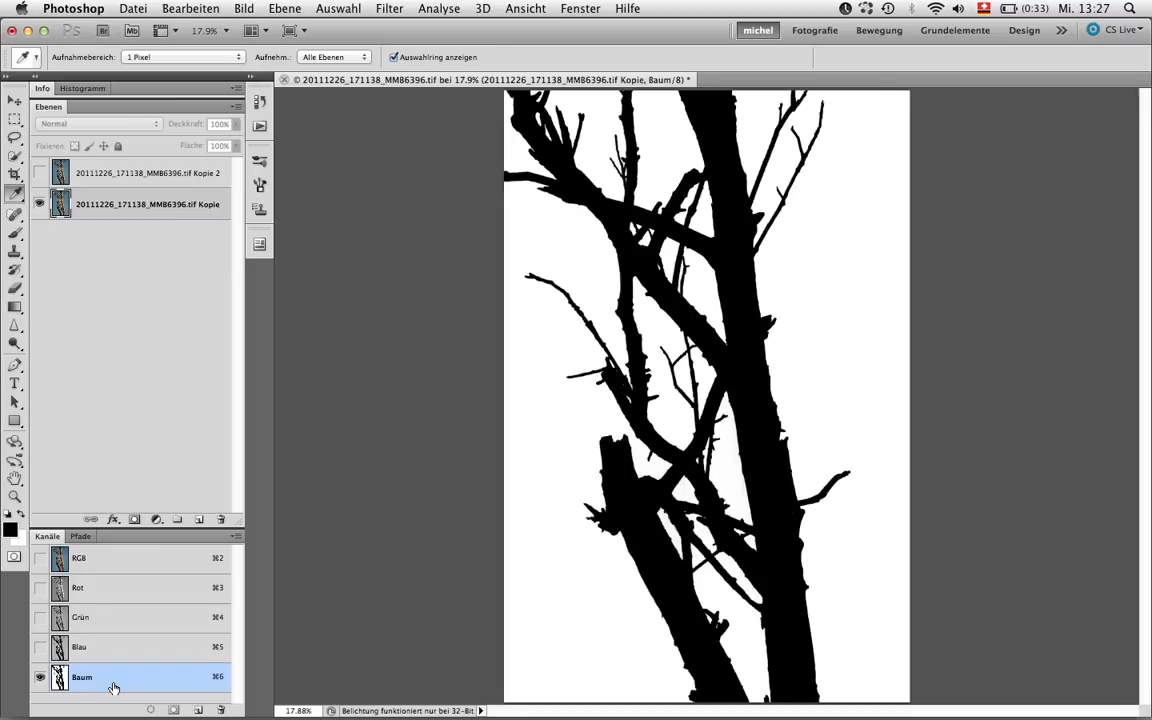 Photoshop Datei Bearbeiten Bild Ebene Auswahl Filter Analyse 3D Ansicht Fenster Hilfe (0:33) Mi. 13:27
Ps Br Mb 17.9% michel Fotografie Bewegung Grundelemente Design CS Live
Aufnahmebereich: 1 Pixel Aufnehm.: Alle Ebenen Auswahlring anzeigen
© 20111226_171138_MMB6396.tif bei 17.9% (20111226_171138_MMB6396.tif Kopie, Baum/8) *
Info Histogramm
Ebenen
Normal Deckkraft: 100%
Fixieren: Fläche: 100%
20111226_171138_MMB6396.tif Kopie 2
20111226_171138_MMB6396.tif Kopie
fx
Kanäle Pfade
RGB ⌘2
Rot ⌘3
Grün ⌘4
Blau ⌘5
Baum ⌘6
17.88% Belichtung funktioniert nur bei 32-Bit